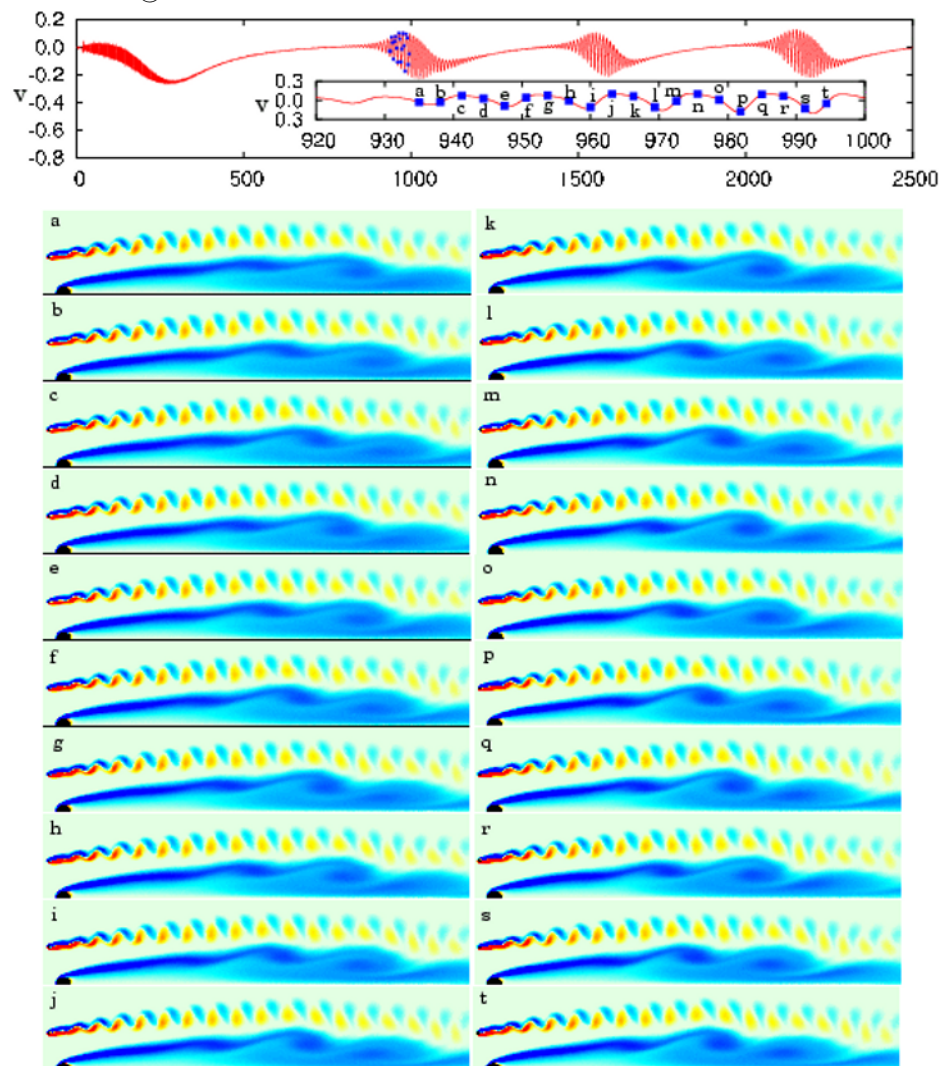 0.2
0.0
-0.2
-0.4
-0.6
-0.8
v
0 500 1000 1500 2000 2500
0.3
0.0
0.3
v
a b c d e f g h i j k l m n o p q r s t
920 930 940 950 960 970 980 990 1000
a k
b l
c m
d n
e o
f p
g q
h r
i s
j t